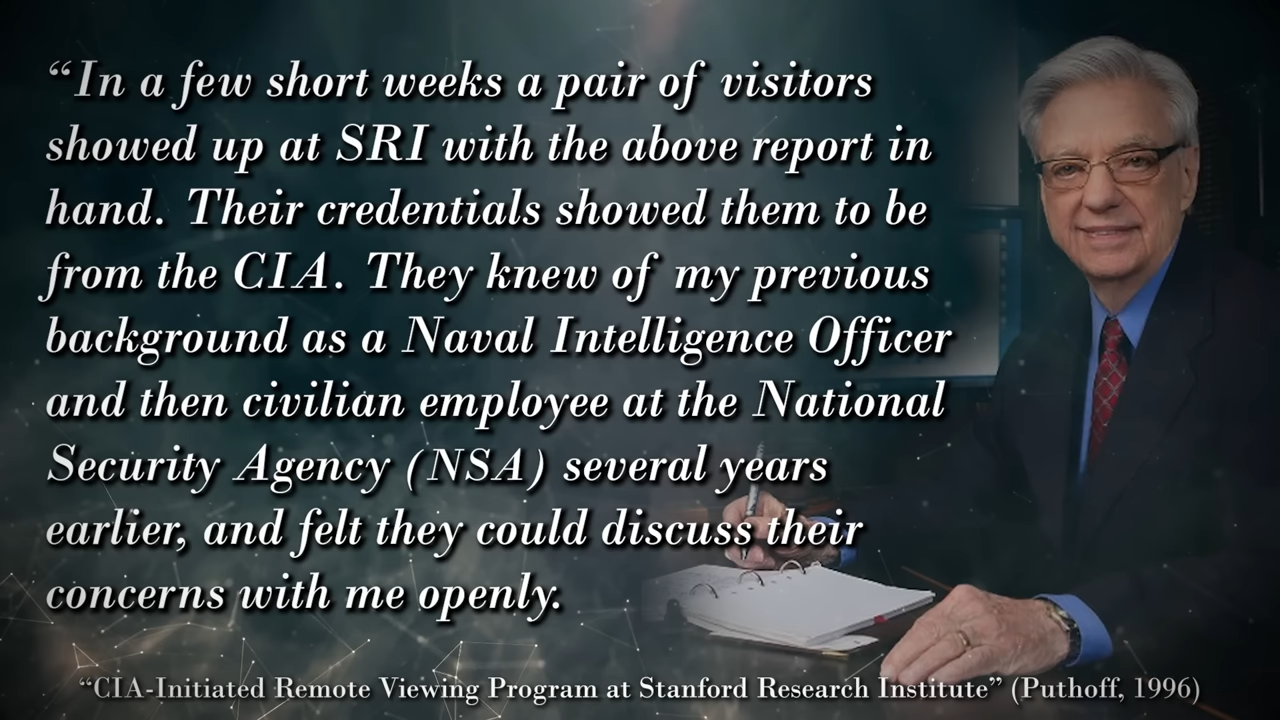 “In a few short weeks a pair of visitors
showed up at SRI with the above report in
hand. Their credentials showed them to be
from the CIA. They knew of my previous
background as a Naval Intelligence Officer
and then civilian employee at the National
Security Agency (NSA) several years
earlier, and felt they could discuss their
concerns with me openly.
“CIA-Initiated Remote Viewing Program at Stanford Research Institute” (Puthoff, 1996)